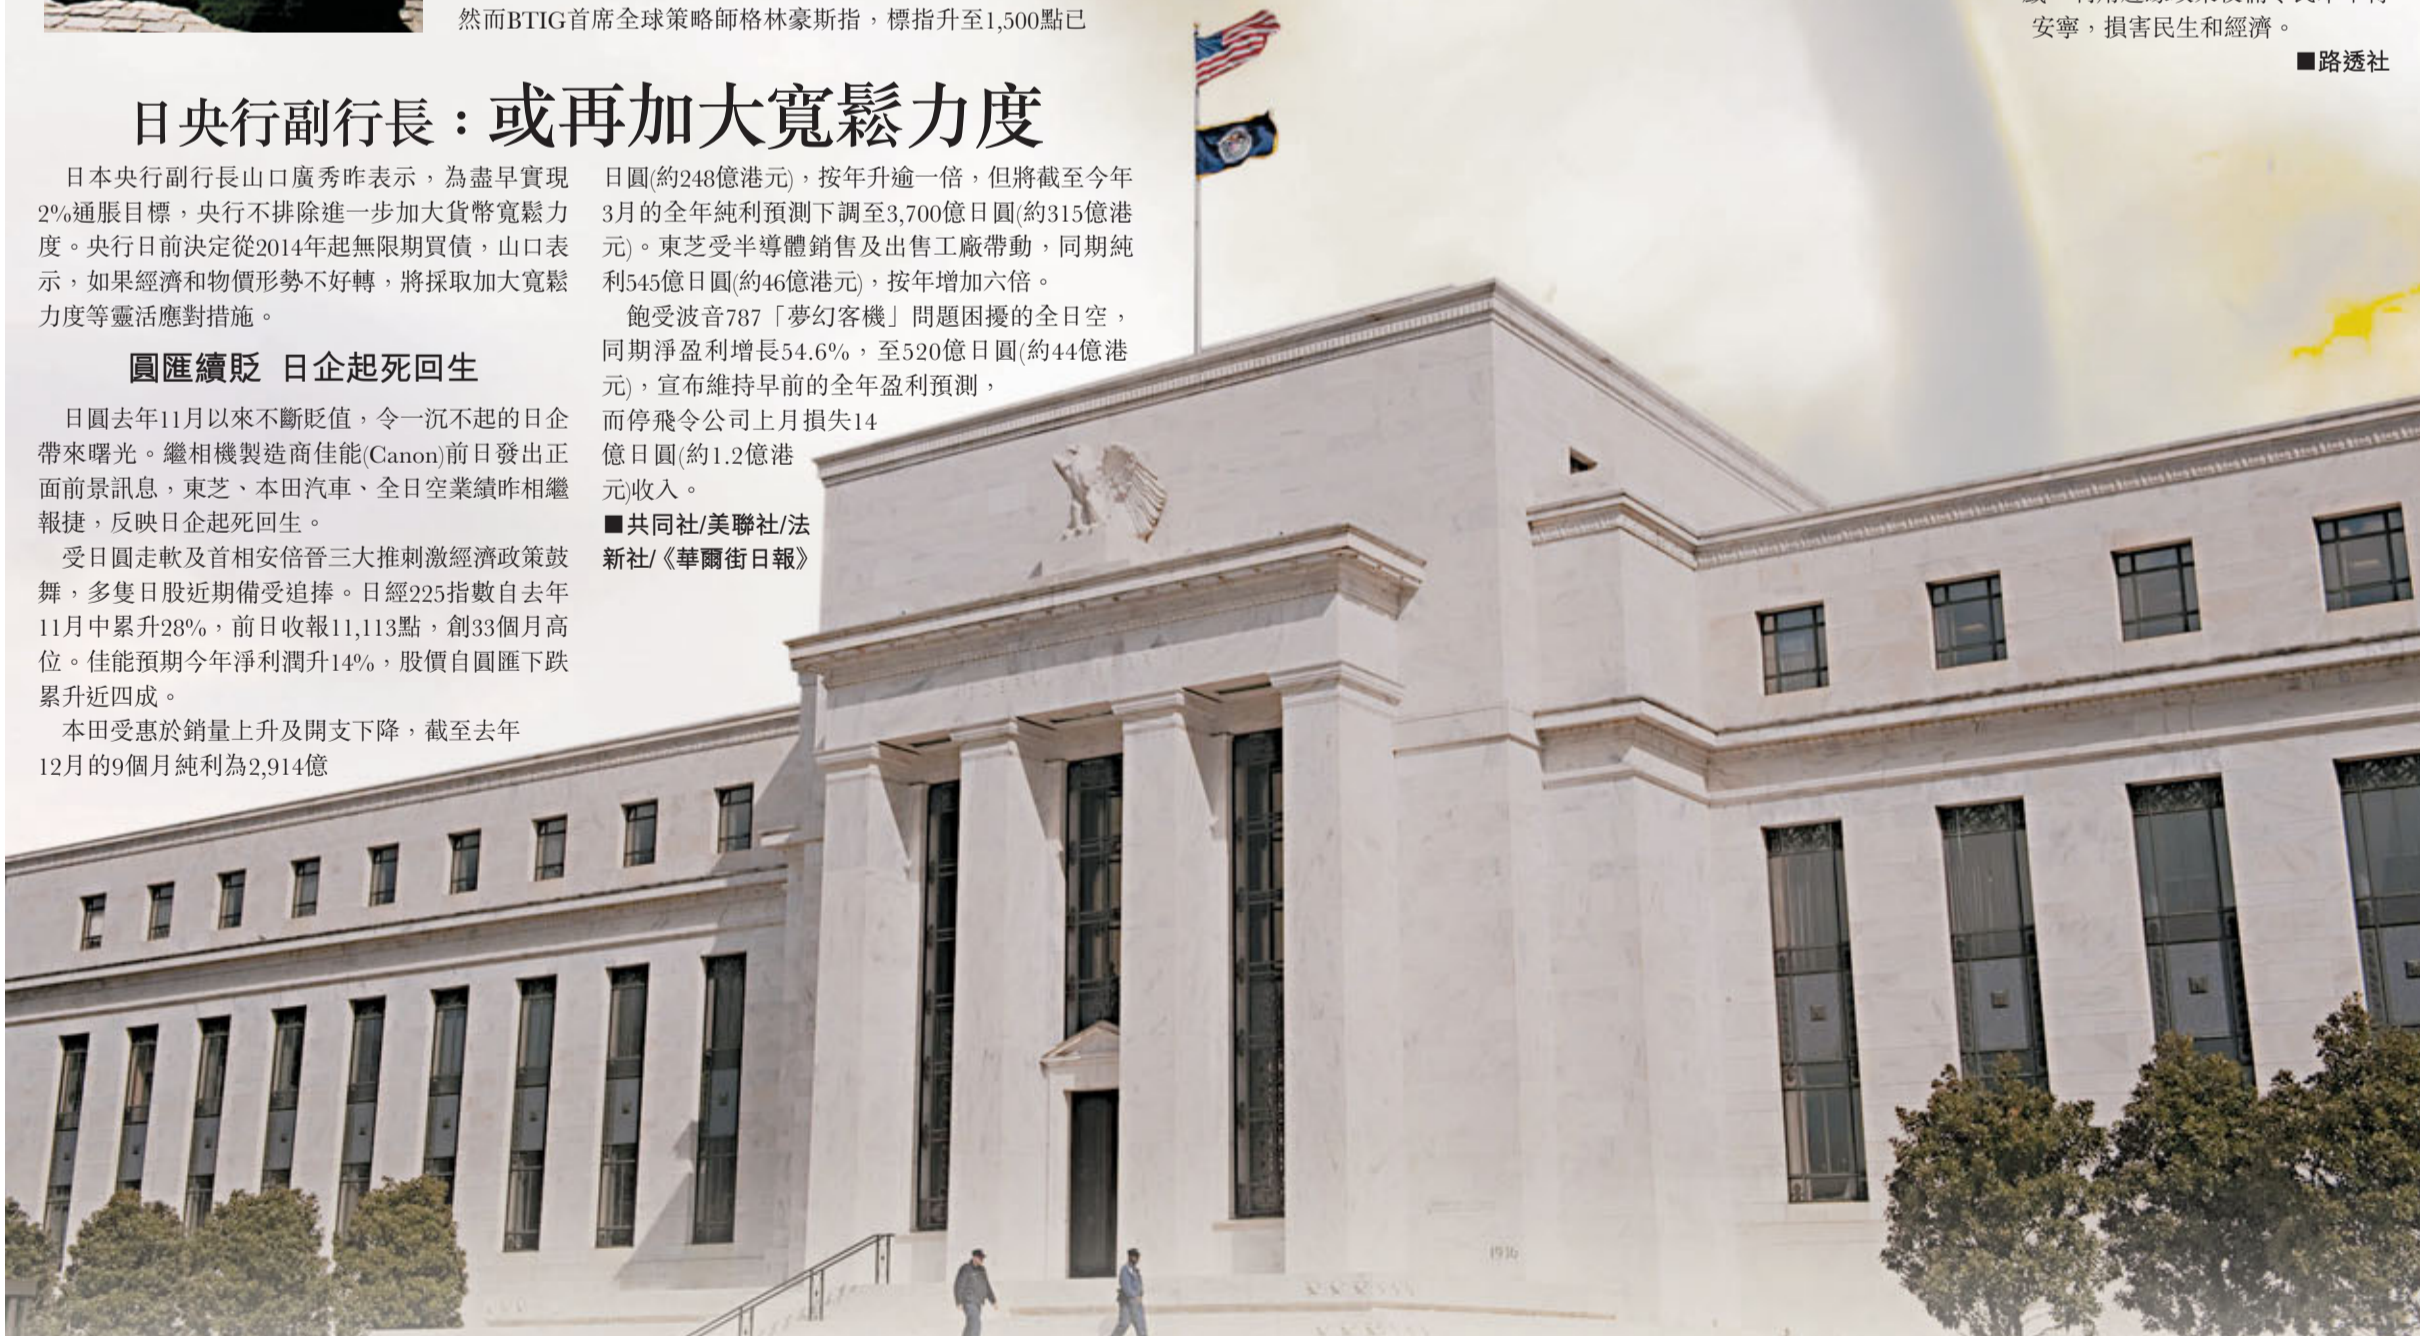 然而BTIG首席全球策略師格林豪斯指，標指升至1,500點已
安寧，損害民生和經濟。
■路透社
日央行副行長：或再加大寬鬆力度
日本央行副行長山口廣秀昨表示，為盡早實現
2%通脹目標，央行不排除進一步加大貨幣寬鬆力
度。央行日前決定從2014年起無限期買債，山口表
示，如果經濟和物價形勢不好轉，將採取加大寬鬆
力度等靈活應對措施。
圓匯續貶 日企起死回生
日圓去年11月以來不斷貶值，令一沉不起的日企
帶來曙光。繼相機製造商佳能(Canon)前日發出正
面前景訊息，東芝、本田汽車、全日空業績昨相繼
報捷，反映日企起死回生。
受日圓走軟及首相安倍晉三大推刺激經濟政策鼓
舞，多隻日股近期備受追捧。日經225指數自去年
11月中累升28%，前日收報11,113點，創33個月高
位。佳能預期今年淨利潤升14%，股價自圓匯下跌
累升近四成。
本田受惠於銷量上升及開支下降，截至去年
12月的9個月純利為2,914億
日圓(約248億港元)，按年升逾一倍，但將截至今年
3月的全年純利預測下調至3,700億日圓(約315億港
元)。東芝受半導體銷售及出售工廠帶動，同期純
利545億日圓(約46億港元)，按年增加六倍。
飽受波音787「夢幻客機」問題困擾的全日空，
同期淨盈利增長54.6%，至520億日圓(約44億港
元)，宣布維持早前的全年盈利預測，
而停飛令公司上月損失14
億日圓(約1.2億港
元)收入。
■共同社/美聯社/法
新社/《華爾街日報》